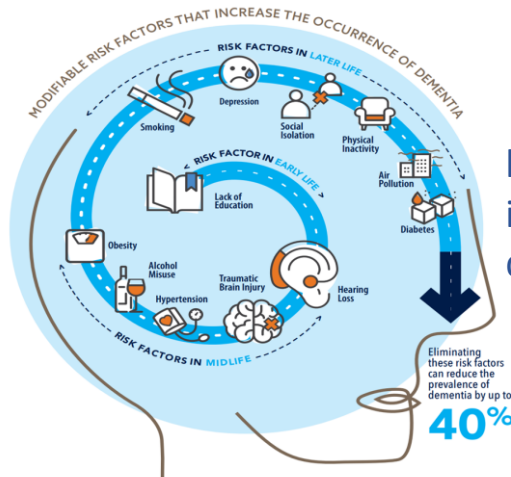 MODIFIABLE RISK FACTORS THAT INCREASE THE OCCURRENCE OF DEMENTIA
RISK FACTORS IN LATER LIFE
Smoking
Depression
Social
Isolation
Physical
Inactivity
Air
Pollution
Diabetes
RISK FACTOR IN EARLY LIFE
Lack of
Education
Obesity
Alcohol
Misuse
Hypertension
Traumatic
Brain Injury
Hearing
Loss
RISK FACTORS IN MIDLIFE
Eliminating
these risk factors
can reduce the
prevalence of
dementia by up to
40%